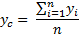 y_c = \frac{\sum_{i=1}^{n} y_i}{n}